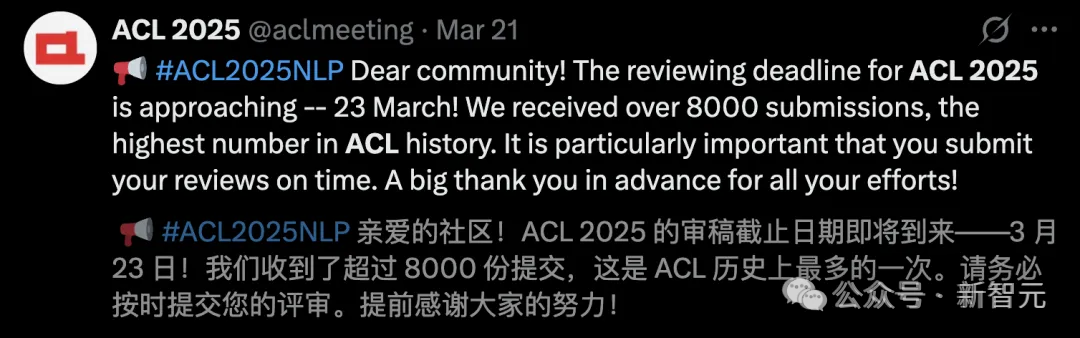 ACL 2025 @aclmeeting · Mar 21
📢 #ACL2025NLP Dear community! The reviewing deadline for ACL 2025
is approaching -- 23 March! We received over 8000 submissions, the
highest number in ACL history. It is particularly important that you submit
your reviews on time. A big thank you in advance for all your efforts!
📢 #ACL2025NLP 亲爱的社区！ACL 2025 的审稿截止日期即将到来——3 月
23 日！我们收到了超过 8000 份提交，这是 ACL 历史上最多的一次。请务必
按时提交您的评审。提前感谢大家的努力！
公众号 · 新智元